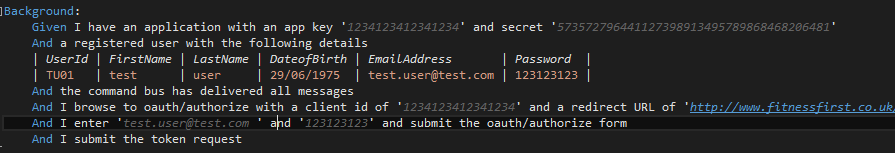 Background:
Given I have an application with an app key '1234123412341234' and secret '57357279644112739891349578986846820​6481'
And a registered user with the following details
| UserId | FirstName | LastName | DateofBirth | EmailAddress | Password |
| TU01 | test | user | 29/06/1975 | test.user@test.com | 123123123 |
And the command bus has delivered all messages
And I browse to oauth/authorize with a client id of '1234123412341234' and a redirect URL of 'http://www.fitnessfirst.co.uk/
And I enter 'test.user@test.com ' and '123123123' and submit the oauth/authorize form
And I submit the token request